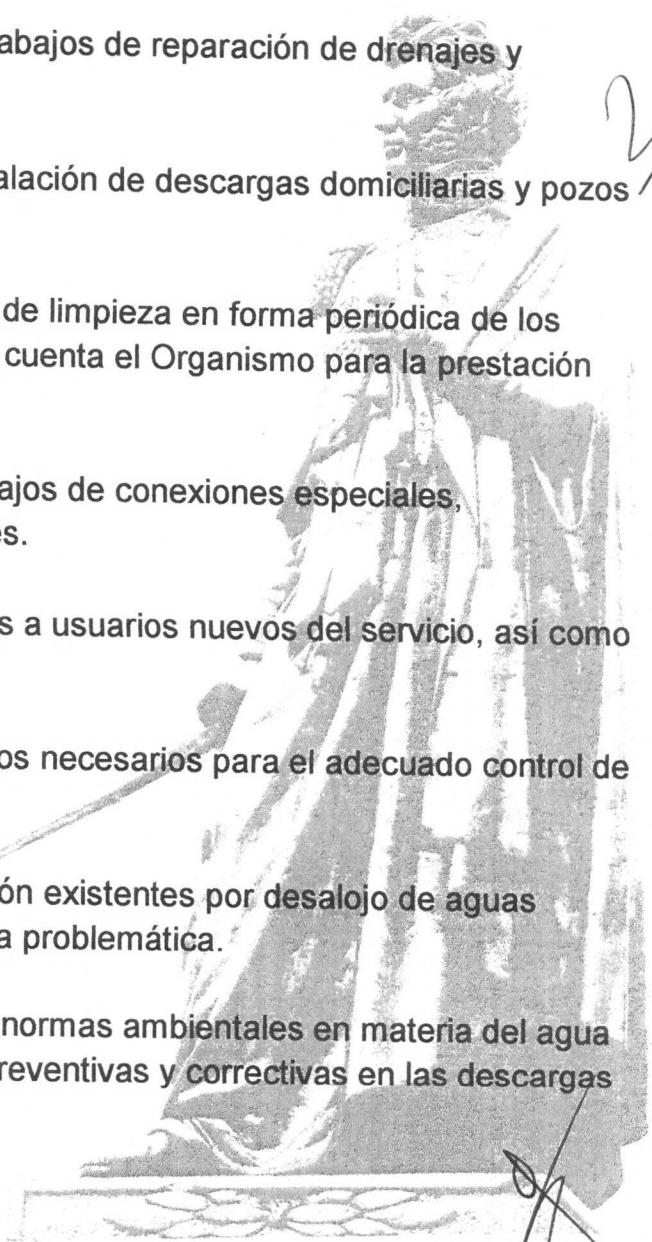 abajos de reparación de drenajes y
alación de descargas domiciliarias y pozos
de limpieza en forma periódica de los
cuenta el Organismo para la prestación
ajos de conexiones especiales,
s.
s a usuarios nuevos del servicio, así como
os necesarios para el adecuado control de
ón existentes por desalojo de aguas
a problemática.
normas ambientales en materia del agua
reventivas y correctivas en las descargas